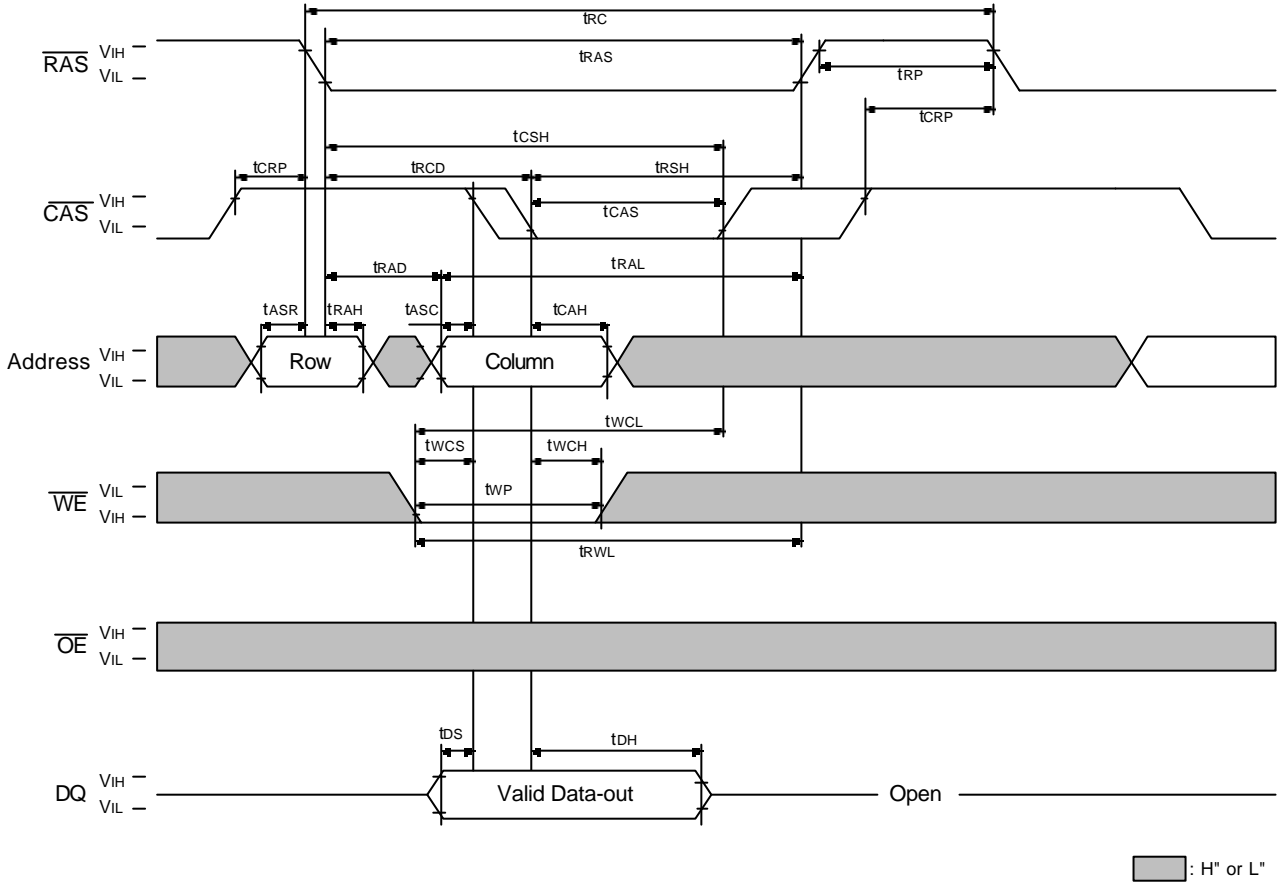 tRC
RAS VIH
VIL
tRAS
tRP
tCRP
tCSH
tCRP
tRCD
tRSH
CAS VIH
VIL
tCAS
tRAD
tRAL
tASR
tRAH
tASC
tCAH
Address VIH
VIL
Row
Column
tWCL
tWCS
tWCH
WE VIL
VIH
tWP
tRWL
OE VIH
VIL
tDS
tDH
DQ VIH
VIL
Valid Data-out
Open
: H" or L"